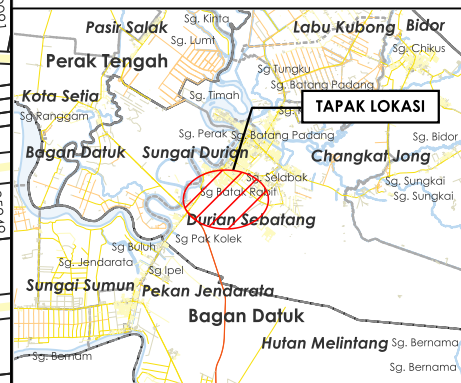 Sg. Kinta
Pasir Salak
Labu Kubong
Bidor
Sg. Lumt
Sg. Chikus
Perak Tengah
Sg Tungku
Sg. Batang Padang
Kota Setia
Sg. Timah
TAPAK LOKASI
Sg Ranggam
Sg.
Sg. Perak
Sg. Batang Padang
Sg. Bidor
Bagan Datuk
Sungai Durian
Changkat Jong
Sg. Selabak
Sg. Sungkai
Sg Batak Rabit
Sg. Sungkai
Durian Sebatang
Sg Pak Kolek
Sg Buluh
Sg. Jendarata
Sg Ipel
Sungai Sumun
Pekan Jendarata
Bagan Datuk
Hutan Melintang
Sg. Bernama
Sg. Bernam
Sg. Bernama